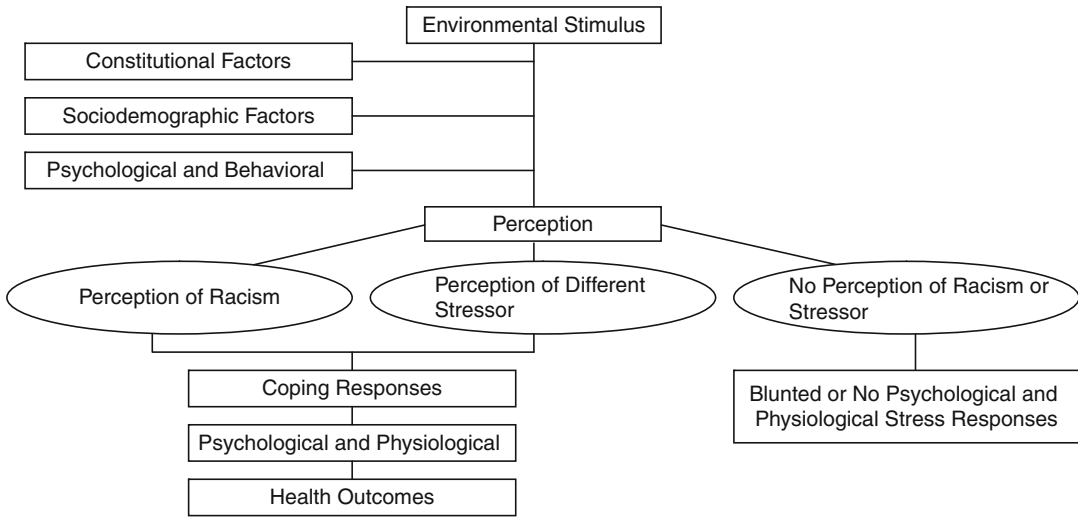 Environmental Stimulus
Constitutional Factors
Sociodemographic Factors
Psychological and Behavioral
Perception
Perception of Racism
Perception of Different
Stressor
No Perception of Racism or
Stressor
Coping Responses
Blunted or No Psychological and
Physiological Stress Responses
Psychological and Physiological
Health Outcomes